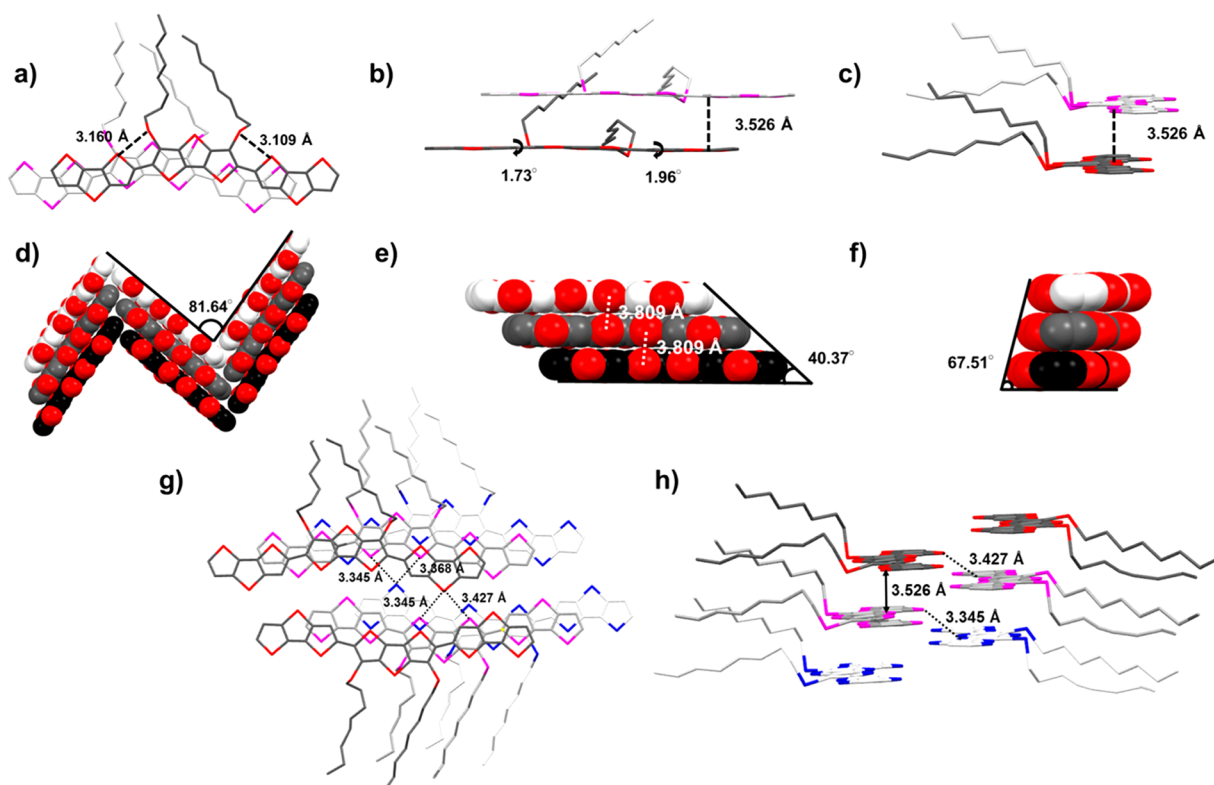 a)
3.160 Å
3.109 Å
b)
3.526 Å
1.73°
1.96°
c)
3.526 Å
d)
81.64°
e)
3.809 Å
3.809 Å
40.37°
f)
67.51°
g)
3.345 Å
3.368 Å
3.345 Å
3.427 Å
h)
3.427 Å
3.526 Å
3.345 Å